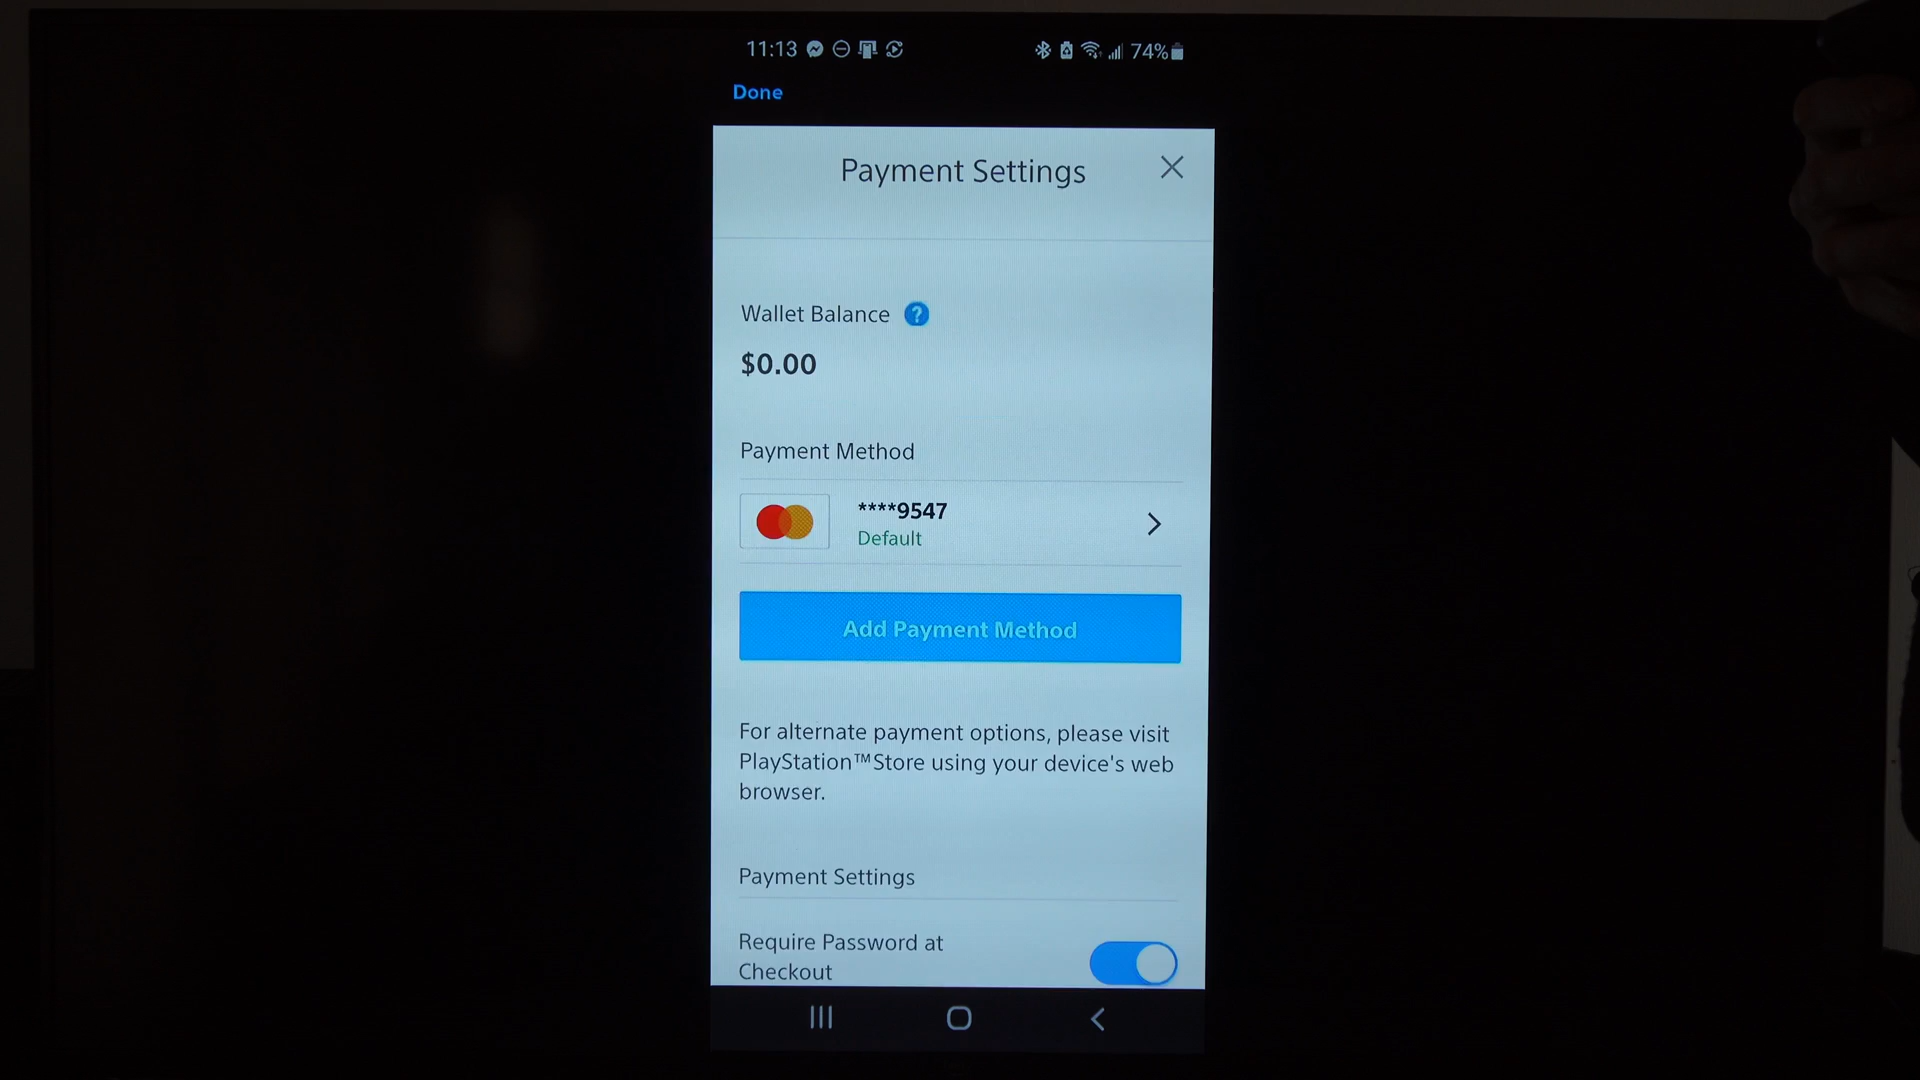 11:13
74%
Done
Payment Settings
Wallet Balance ?
$0.00
Payment Method
****9547
Default
Add Payment Method
For alternate payment options, please visit
PlayStation™Store using your device's web
browser.
Payment Settings
Require Password at
Checkout